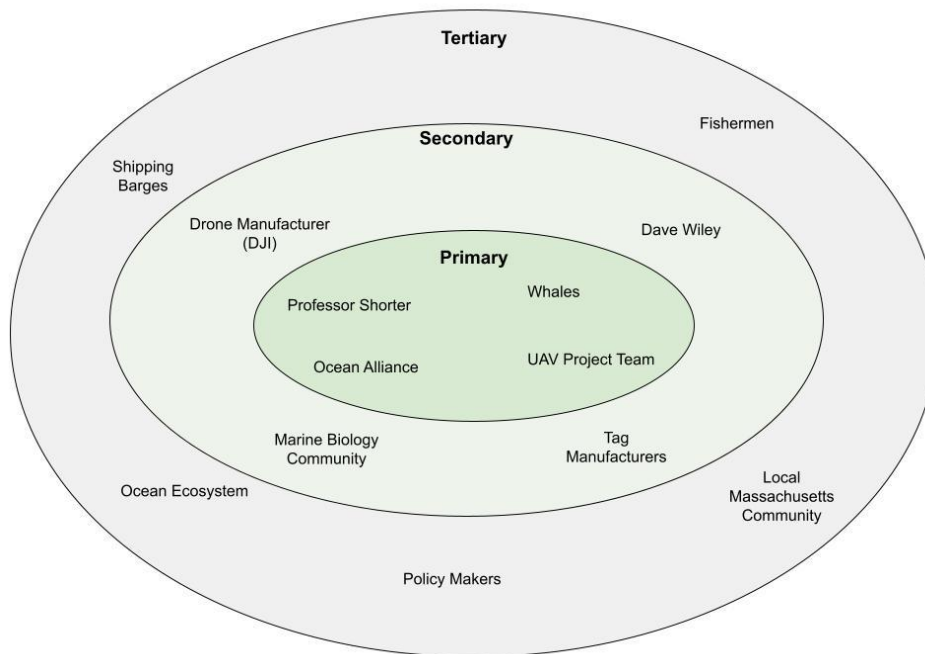 Tertiary
Fishermen
Secondary
Shipping
Barges
Drone Manufacturer
(DJI)
Dave Wiley
Primary
Whales
Professor Shorter
Ocean Alliance
UAV Project Team
Marine Biology
Community
Tag
Manufacturers
Ocean Ecosystem
Local
Massachusetts
Community
Policy Makers